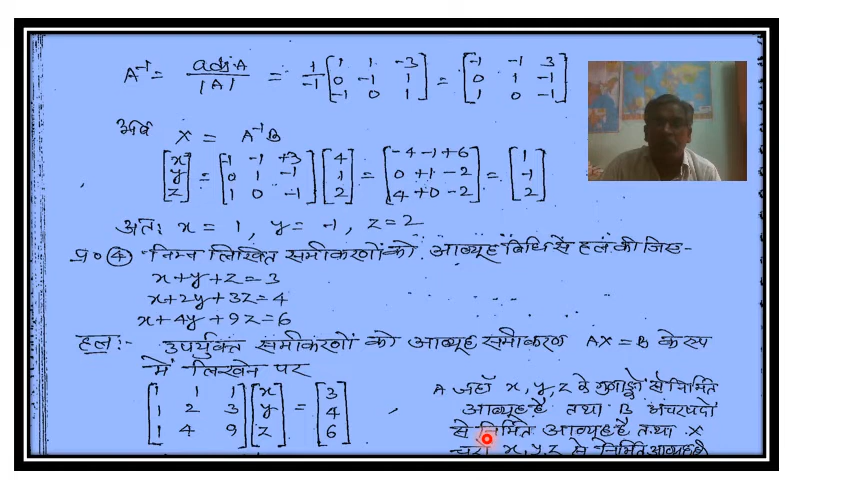 A⁻¹ = adj.A / |A| = 1/-1 [1 1 -3; 0 -1 1; -1 0 1] = [-1 -1 3; 0 1 -1; 1 0 -1]
अब X = A⁻¹B
[x; y; z] = [-1 -1 +3; 0 1 -1; 1 0 -1] [4; 1; 2] = [-4-1+6; 0+1-2; 4+0-2] = [1; -1; 2]
अतः x = 1, y = -1, z = 2
प्र० ④ निम्न लिखित समीकरणों को आव्यूह विधि से हल कीजिए-
x+y+z=3
x+2y+3z=4
x+4y+9z=6
हलः- उपर्युक्त समीकरणों को आव्यूह समीकरण AX = B के रूप
में लिखने पर
[1 1 1; 1 2 3; 1 4 9] [x; y; z] = [3; 4; 6]
A जहाँ x, y, z के गुणाङ्कों से निर्मित
आव्यूह है तथा B अचरपदों
से निर्मित आव्यूह है तथा X
चरों x, y, z से निर्मित आव्यूह है